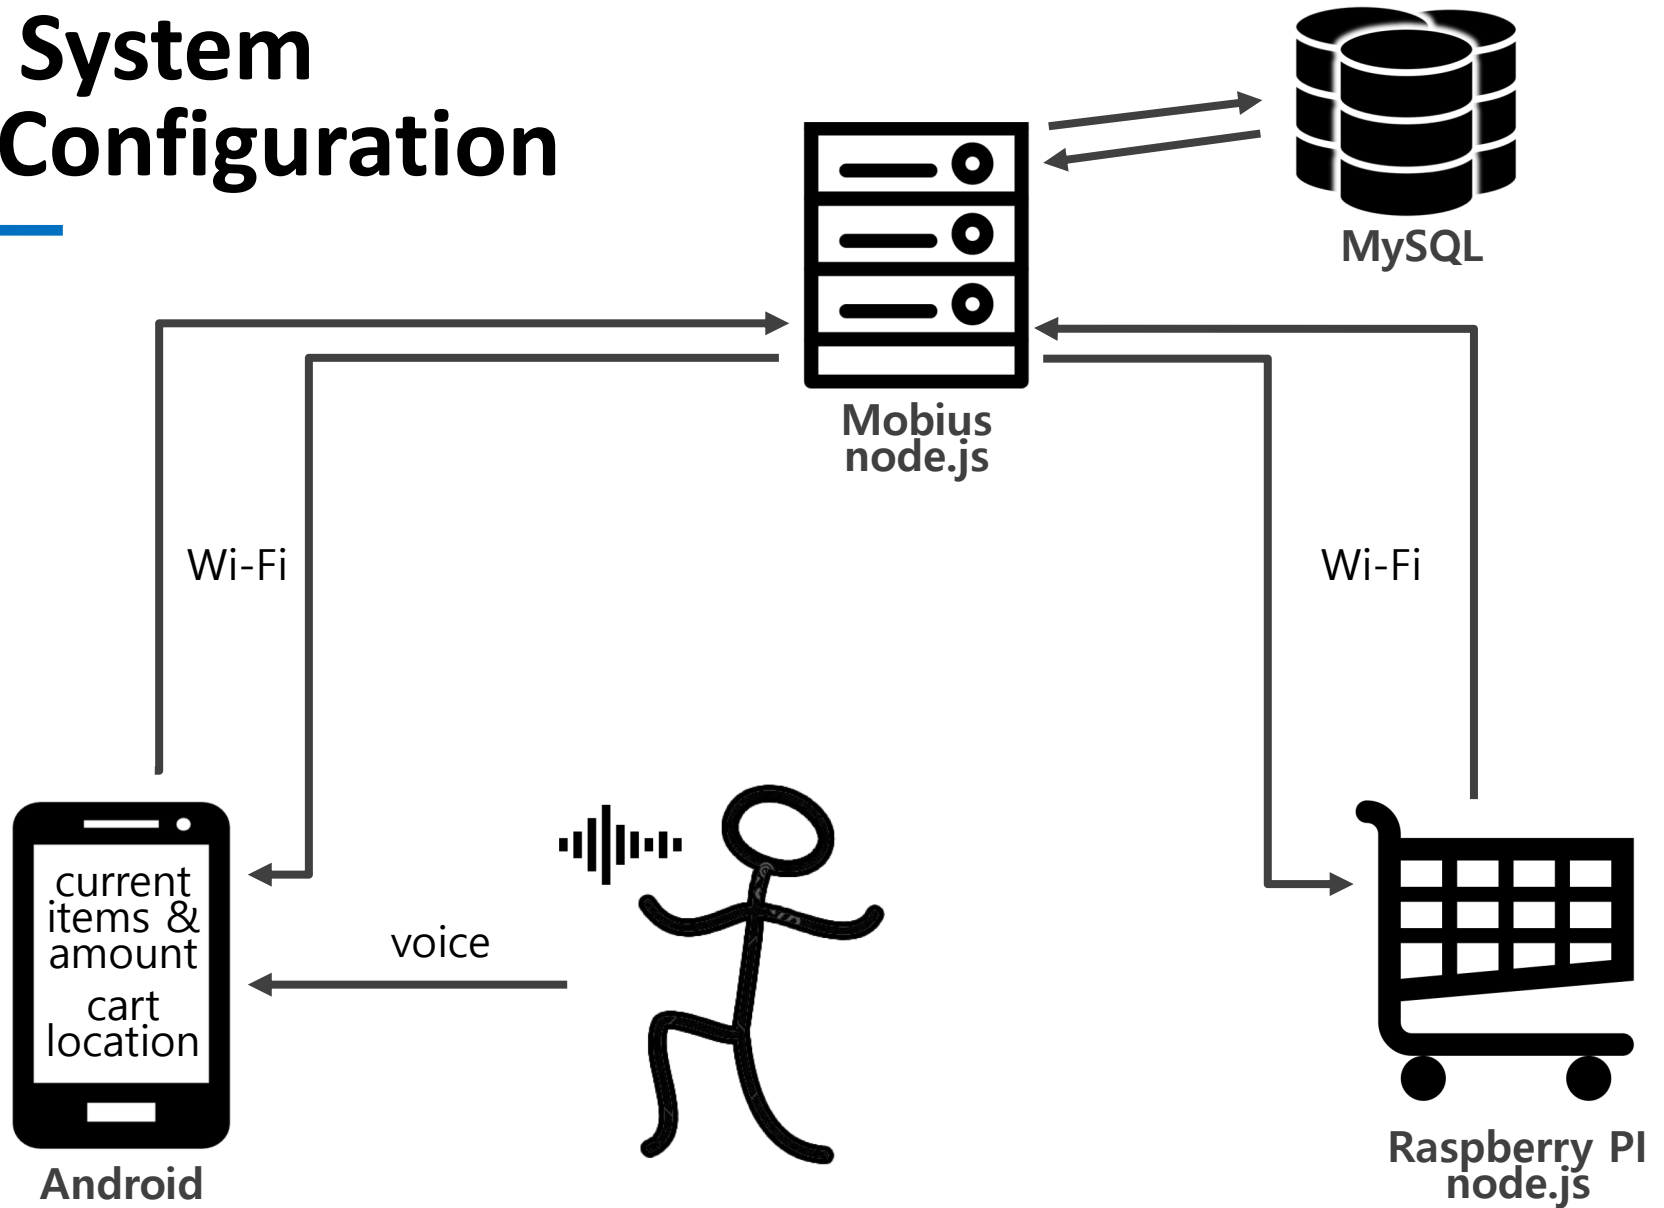 System
Configuration
MySQL
Mobius
node.js
Wi-Fi
Wi-Fi
current
items &
amount
cart
location
voice
Android
Raspberry PI
node.js